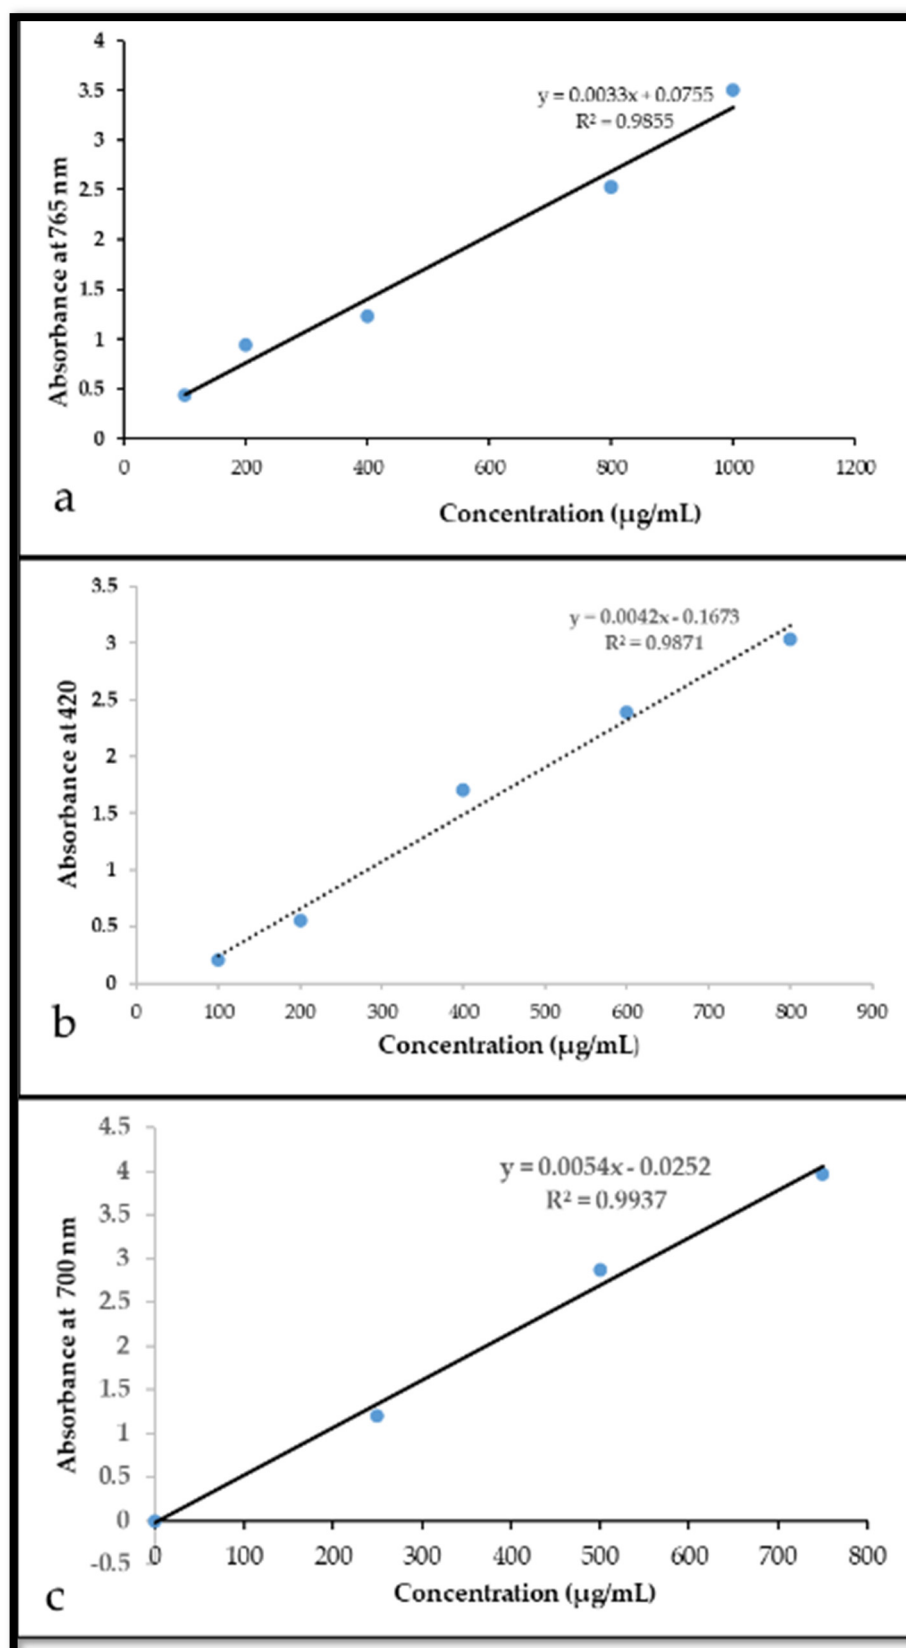 4
3.5
3
2.5
2
1.5
1
0.5
0
Absorbance at 765 nm
y = 0.0033x + 0.0755
R² = 0.9855
0 200 400 600 800 1000 1200
Concentration (µg/mL)
a
3.5
3
2.5
2
1.5
1
0.5
0
Absorbance at 420
y = 0.0042x - 0.1673
R² = 0.9871
0 100 200 300 400 500 600 700 800 900
Concentration (µg/mL)
b
4.5
4
3.5
3
2.5
2
1.5
1
0.5
0
-0.5
Absorbance at 700 nm
y = 0.0054x - 0.0252
R² = 0.9937
0 100 200 300 400 500 600 700 800
Concentration (µg/mL)
c